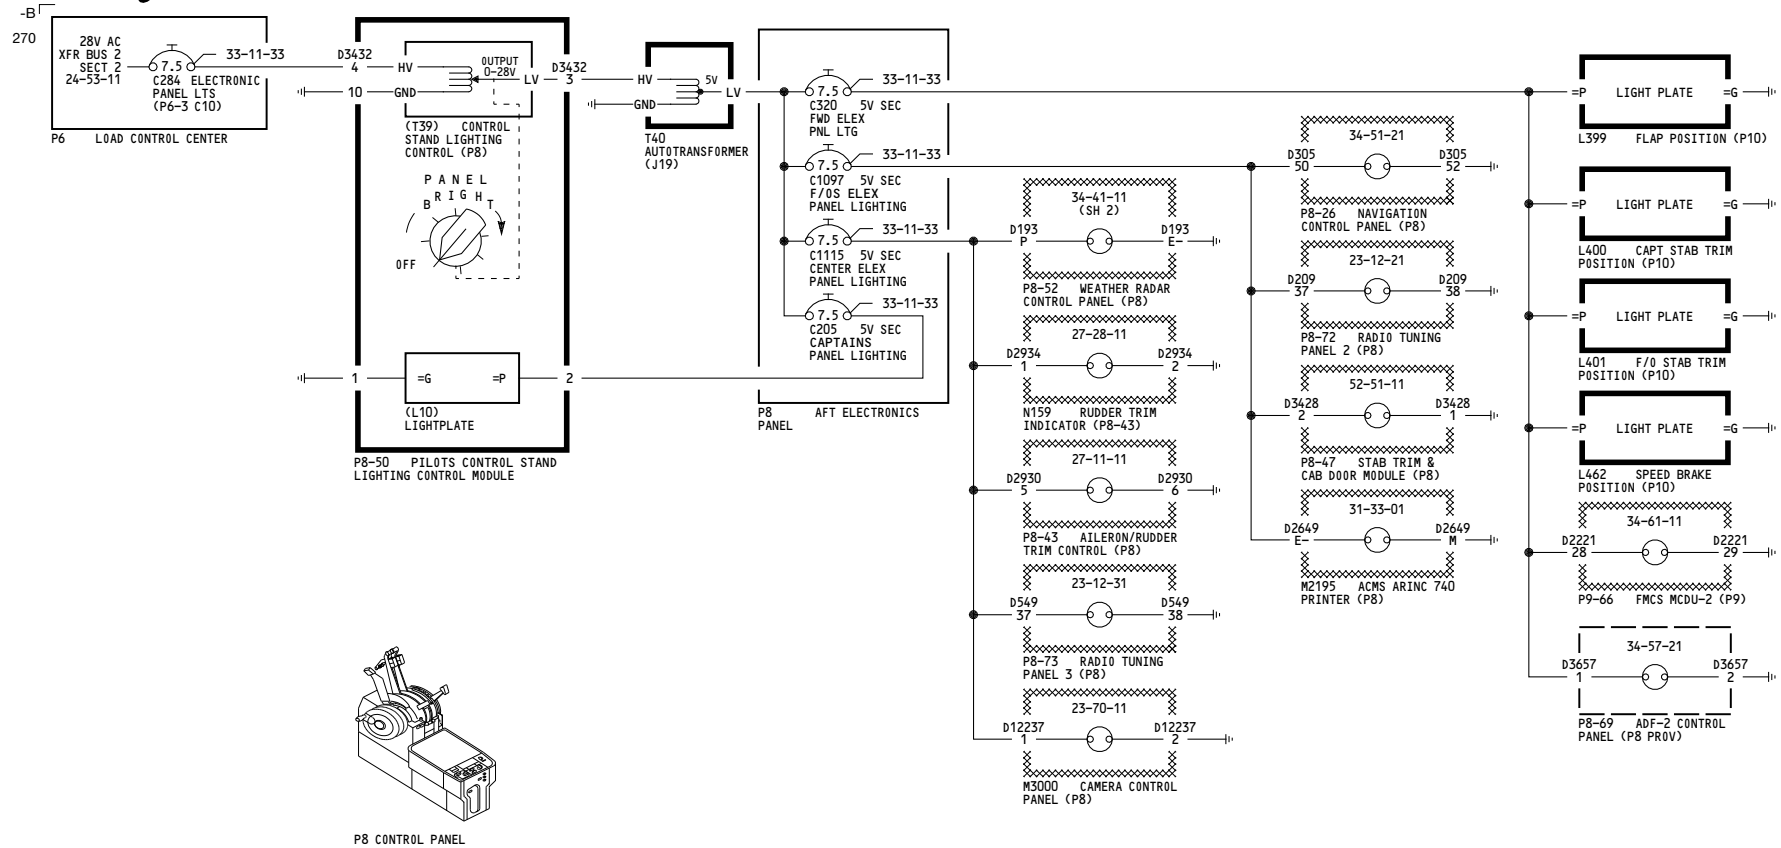 -B
270
28V AC
XFR BUS 2
SECT 2
24-53-11
7.5
33-11-33
C284 ELECTRONIC
PANEL LTS
(P6-3 C10)
P6 LOAD CONTROL CENTER
D3432
4
HV
10
GND
OUTPUT
0-28V
LV
D3432
3
(T39) CONTROL
STAND LIGHTING
CONTROL (P8)
PANEL
BRIGHT
OFF
1
=G
=P
2
(L10)
LIGHTPLATE
P8-50 PILOTS CONTROL STAND
LIGHTING CONTROL MODULE
HV
GND
5V
LV
T40
AUTOTRANSFORMER
(J19)
7.5
33-11-33
C320 5V SEC
FWD ELEX
PNL LTG
7.5
33-11-33
C1097 5V SEC
F/OS ELEX
PANEL LIGHTING
7.5
33-11-33
C1115 5V SEC
CENTER ELEX
PANEL LIGHTING
7.5
33-11-33
C205 5V SEC
CAPTAINS
PANEL LIGHTING
P8 AFT ELECTRONICS
PANEL
34-41-11
(SH 2)
D193
P
D193
E-
P8-52 WEATHER RADAR
CONTROL PANEL (P8)
27-28-11
D2934
1
D2934
2
N159 RUDDER TRIM
INDICATOR (P8-43)
27-11-11
D2930
5
D2930
6
P8-43 AILERON/RUDDER
TRIM CONTROL (P8)
23-12-31
D549
37
D549
38
P8-73 RADIO TUNING
PANEL 3 (P8)
23-70-11
D12237
1
D12237
2
M3000 CAMERA CONTROL
PANEL (P8)
34-51-21
D305
50
D305
52
P8-26 NAVIGATION
CONTROL PANEL (P8)
23-12-21
D209
37
D209
38
P8-72 RADIO TUNING
PANEL 2 (P8)
52-51-11
D3428
2
D3428
1
P8-47 STAB TRIM &
CAB DOOR MODULE (P8)
31-33-01
D2649
E-
D2649
M
M2195 ACMS ARINC 740
PRINTER (P8)
=P LIGHT PLATE =G
L399 FLAP POSITION (P10)
=P LIGHT PLATE =G
L400 CAPT STAB TRIM
POSITION (P10)
=P LIGHT PLATE =G
L401 F/O STAB TRIM
POSITION (P10)
=P LIGHT PLATE =G
L462 SPEED BRAKE
POSITION (P10)
34-61-11
D2221
28
D2221
29
P9-66 FMCS MCDU-2 (P9)
34-57-21
D3657
1
D3657
2
P8-69 ADF-2 CONTROL
PANEL (P8 PROV)
P8 CONTROL PANEL